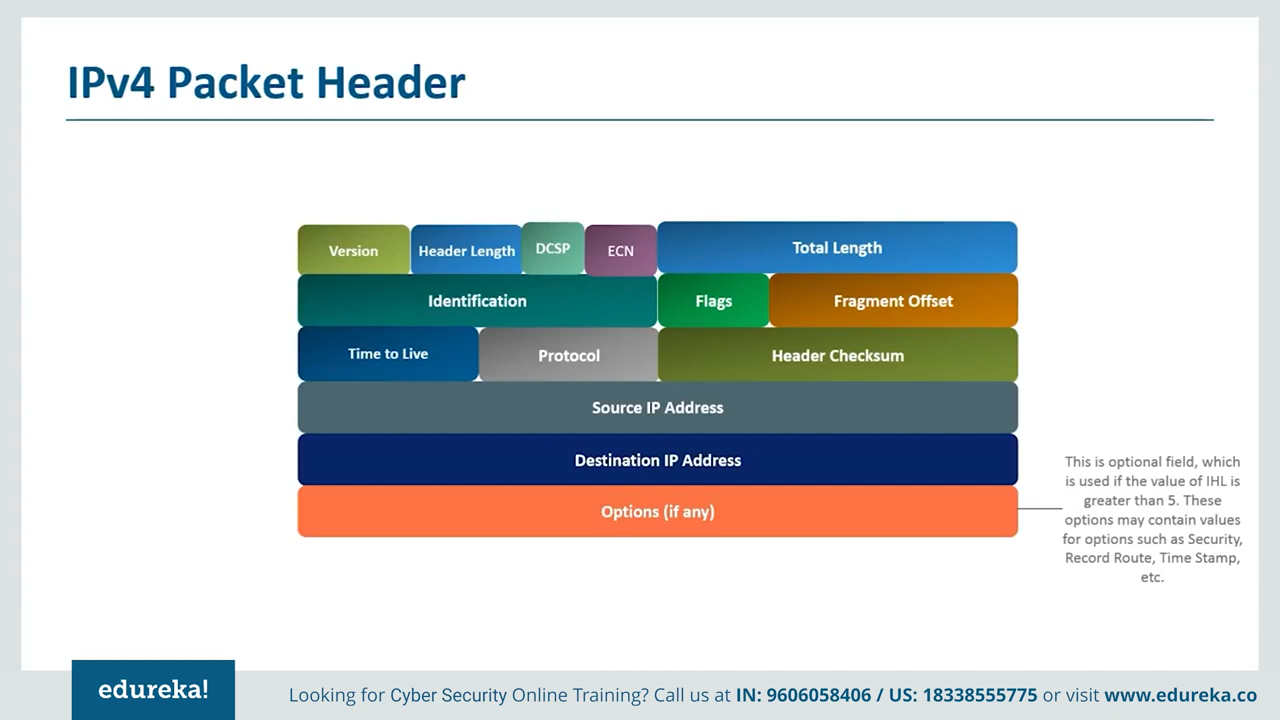 IPv4 Packet Header
Version Header Length DCSP ECN Total Length
Identification Flags Fragment Offset
Time to Live Protocol Header Checksum
Source IP Address
Destination IP Address
Options (if any)
This is optional field, which
is used if the value of IHL is
greater than 5. These
options may contain values
for options such as Security,
Record Route, Time Stamp,
etc.
edureka!
Looking for Cyber Security Online Training? Call us at IN: 9606058406 / US: 18338555775 or visit www.edureka.co